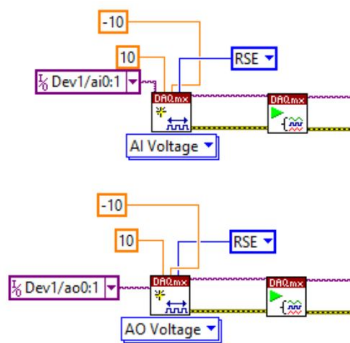 -10
10
RSE
I/O Dev1/ai0:1
DAQmx
DAQmx
AI Voltage
-10
10
RSE
I/O Dev1/ao0:1
DAQmx
DAQmx
AO Voltage